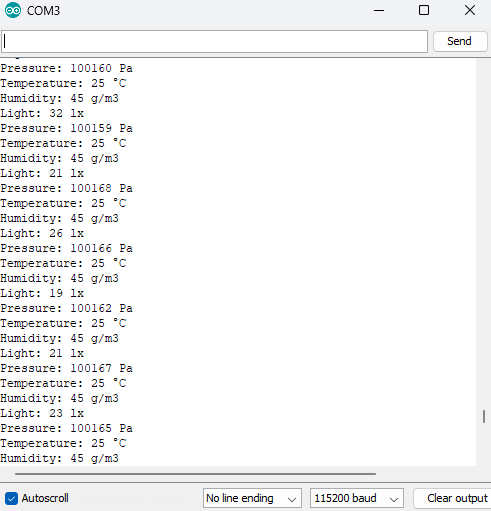 COM3
Send
Pressure: 100160 Pa
Temperature: 25 °C
Humidity: 45 g/m3
Light: 32 lx
Pressure: 100159 Pa
Temperature: 25 °C
Humidity: 45 g/m3
Light: 21 lx
Pressure: 100168 Pa
Temperature: 25 °C
Humidity: 45 g/m3
Light: 26 lx
Pressure: 100166 Pa
Temperature: 25 °C
Humidity: 45 g/m3
Light: 19 lx
Pressure: 100162 Pa
Temperature: 25 °C
Humidity: 45 g/m3
Light: 21 lx
Pressure: 100167 Pa
Temperature: 25 °C
Humidity: 45 g/m3
Light: 23 lx
Pressure: 100165 Pa
Temperature: 25 °C
Humidity: 45 g/m3
Autoscroll No line ending 115200 baud Clear output